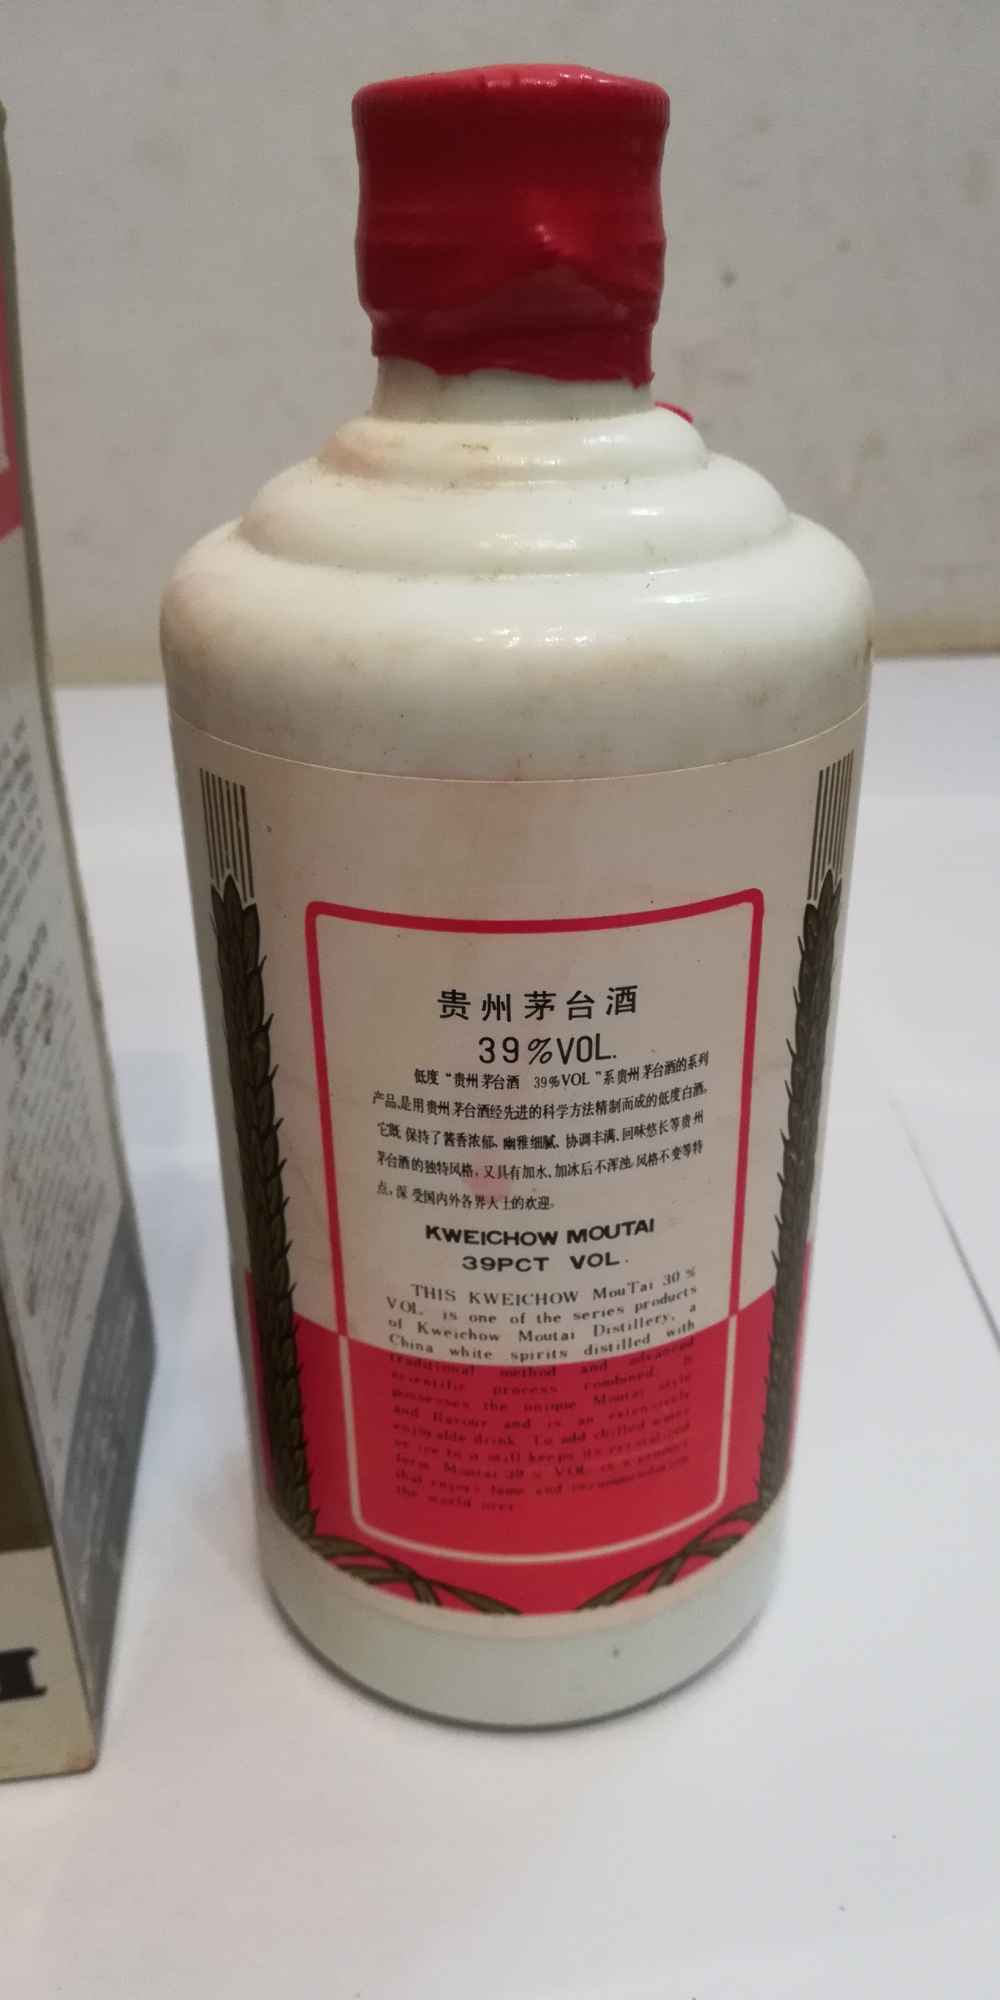 贵州茅台酒
39%VOL.
低度“贵州茅台酒 39%VOL”系贵州茅台酒的系列
产品,是用贵州茅台酒经先进的科学方法精制而成的低度白酒。
它既保持了酱香浓郁、幽雅细腻、协调丰满、回味悠长等贵州
茅台酒的独特风格,又具有加水、加冰后不浑浊,风格不变等特
点,深受国内外各界人士的欢迎。
KWEICHOW MOUTAI
39PCT VOL.
THIS KWEICHOW MouTai 30%
VOL. is one of the series products
of Kweichow Moutai Distillery, a
China white spirits distilled with
traditional method and advanced
scientific process combined. It
possesses the unique Moutai style
and flavour and is an extensively
enjoyable drink. To add chilled water
or ice to it still keeps its
form Moutai 39% VOL is a product
that enjoys fame and
the world over